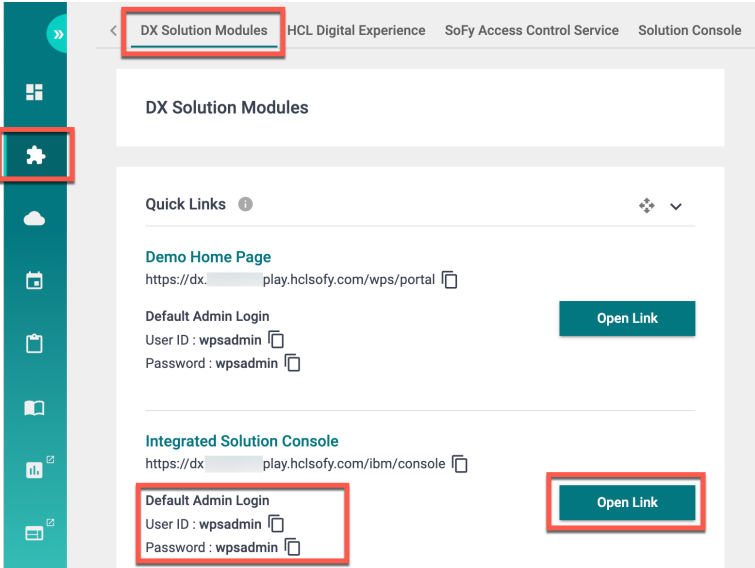 DX Solution Modules HCL Digital Experience SoFy Access Control Service Solution Console
DX Solution Modules
Quick Links
Demo Home Page
https://dx. play.hclsofy.com/wps/portal
Default Admin Login
User ID : wpsadmin
Password : wpsadmin
Open Link
Integrated Solution Console
https://dx play.hclsofy.com/ibm/console
Default Admin Login
User ID : wpsadmin
Password : wpsadmin
Open Link